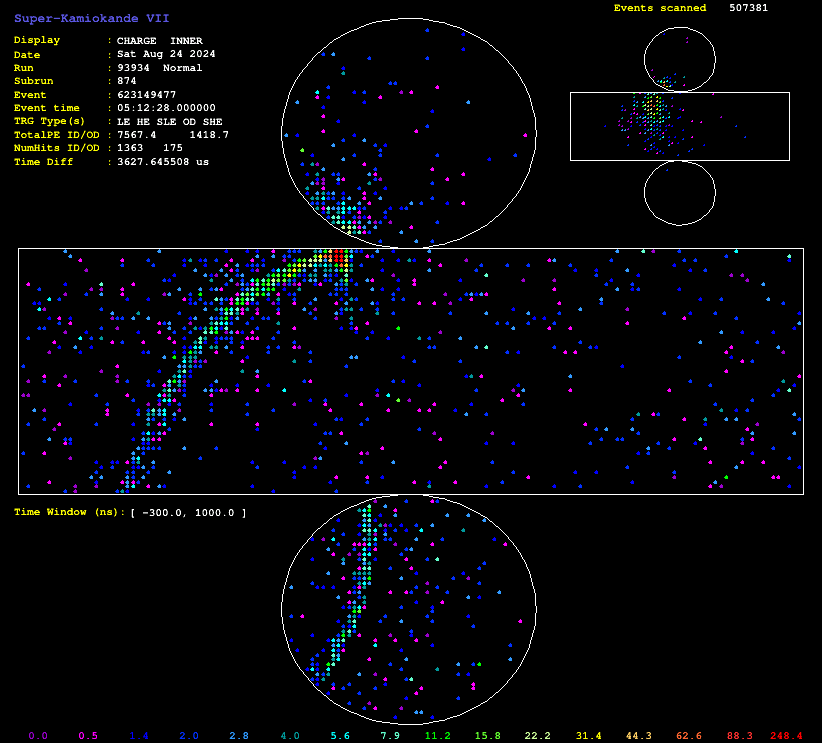 Super-Kamiokande VII
Events scanned 507381
Display : CHARGE INNER
Date : Sat Aug 24 2024
Run : 93934 Normal
Subrun : 874
Event : 623149477
Event time : 05:12:28.000000
TRG Type(s) : LE HE SLE OD SHE
TotalPE ID/OD : 7567.4 1418.7
NumHits ID/OD : 1363 175
Time Diff : 3627.645508 us
Time Window (ns): [ -300.0, 1000.0 ]
0.0 0.5 1.4 2.0 2.8 4.0 5.6 7.9 11.2 15.8 22.2 31.4 44.3 62.6 88.3 248.4